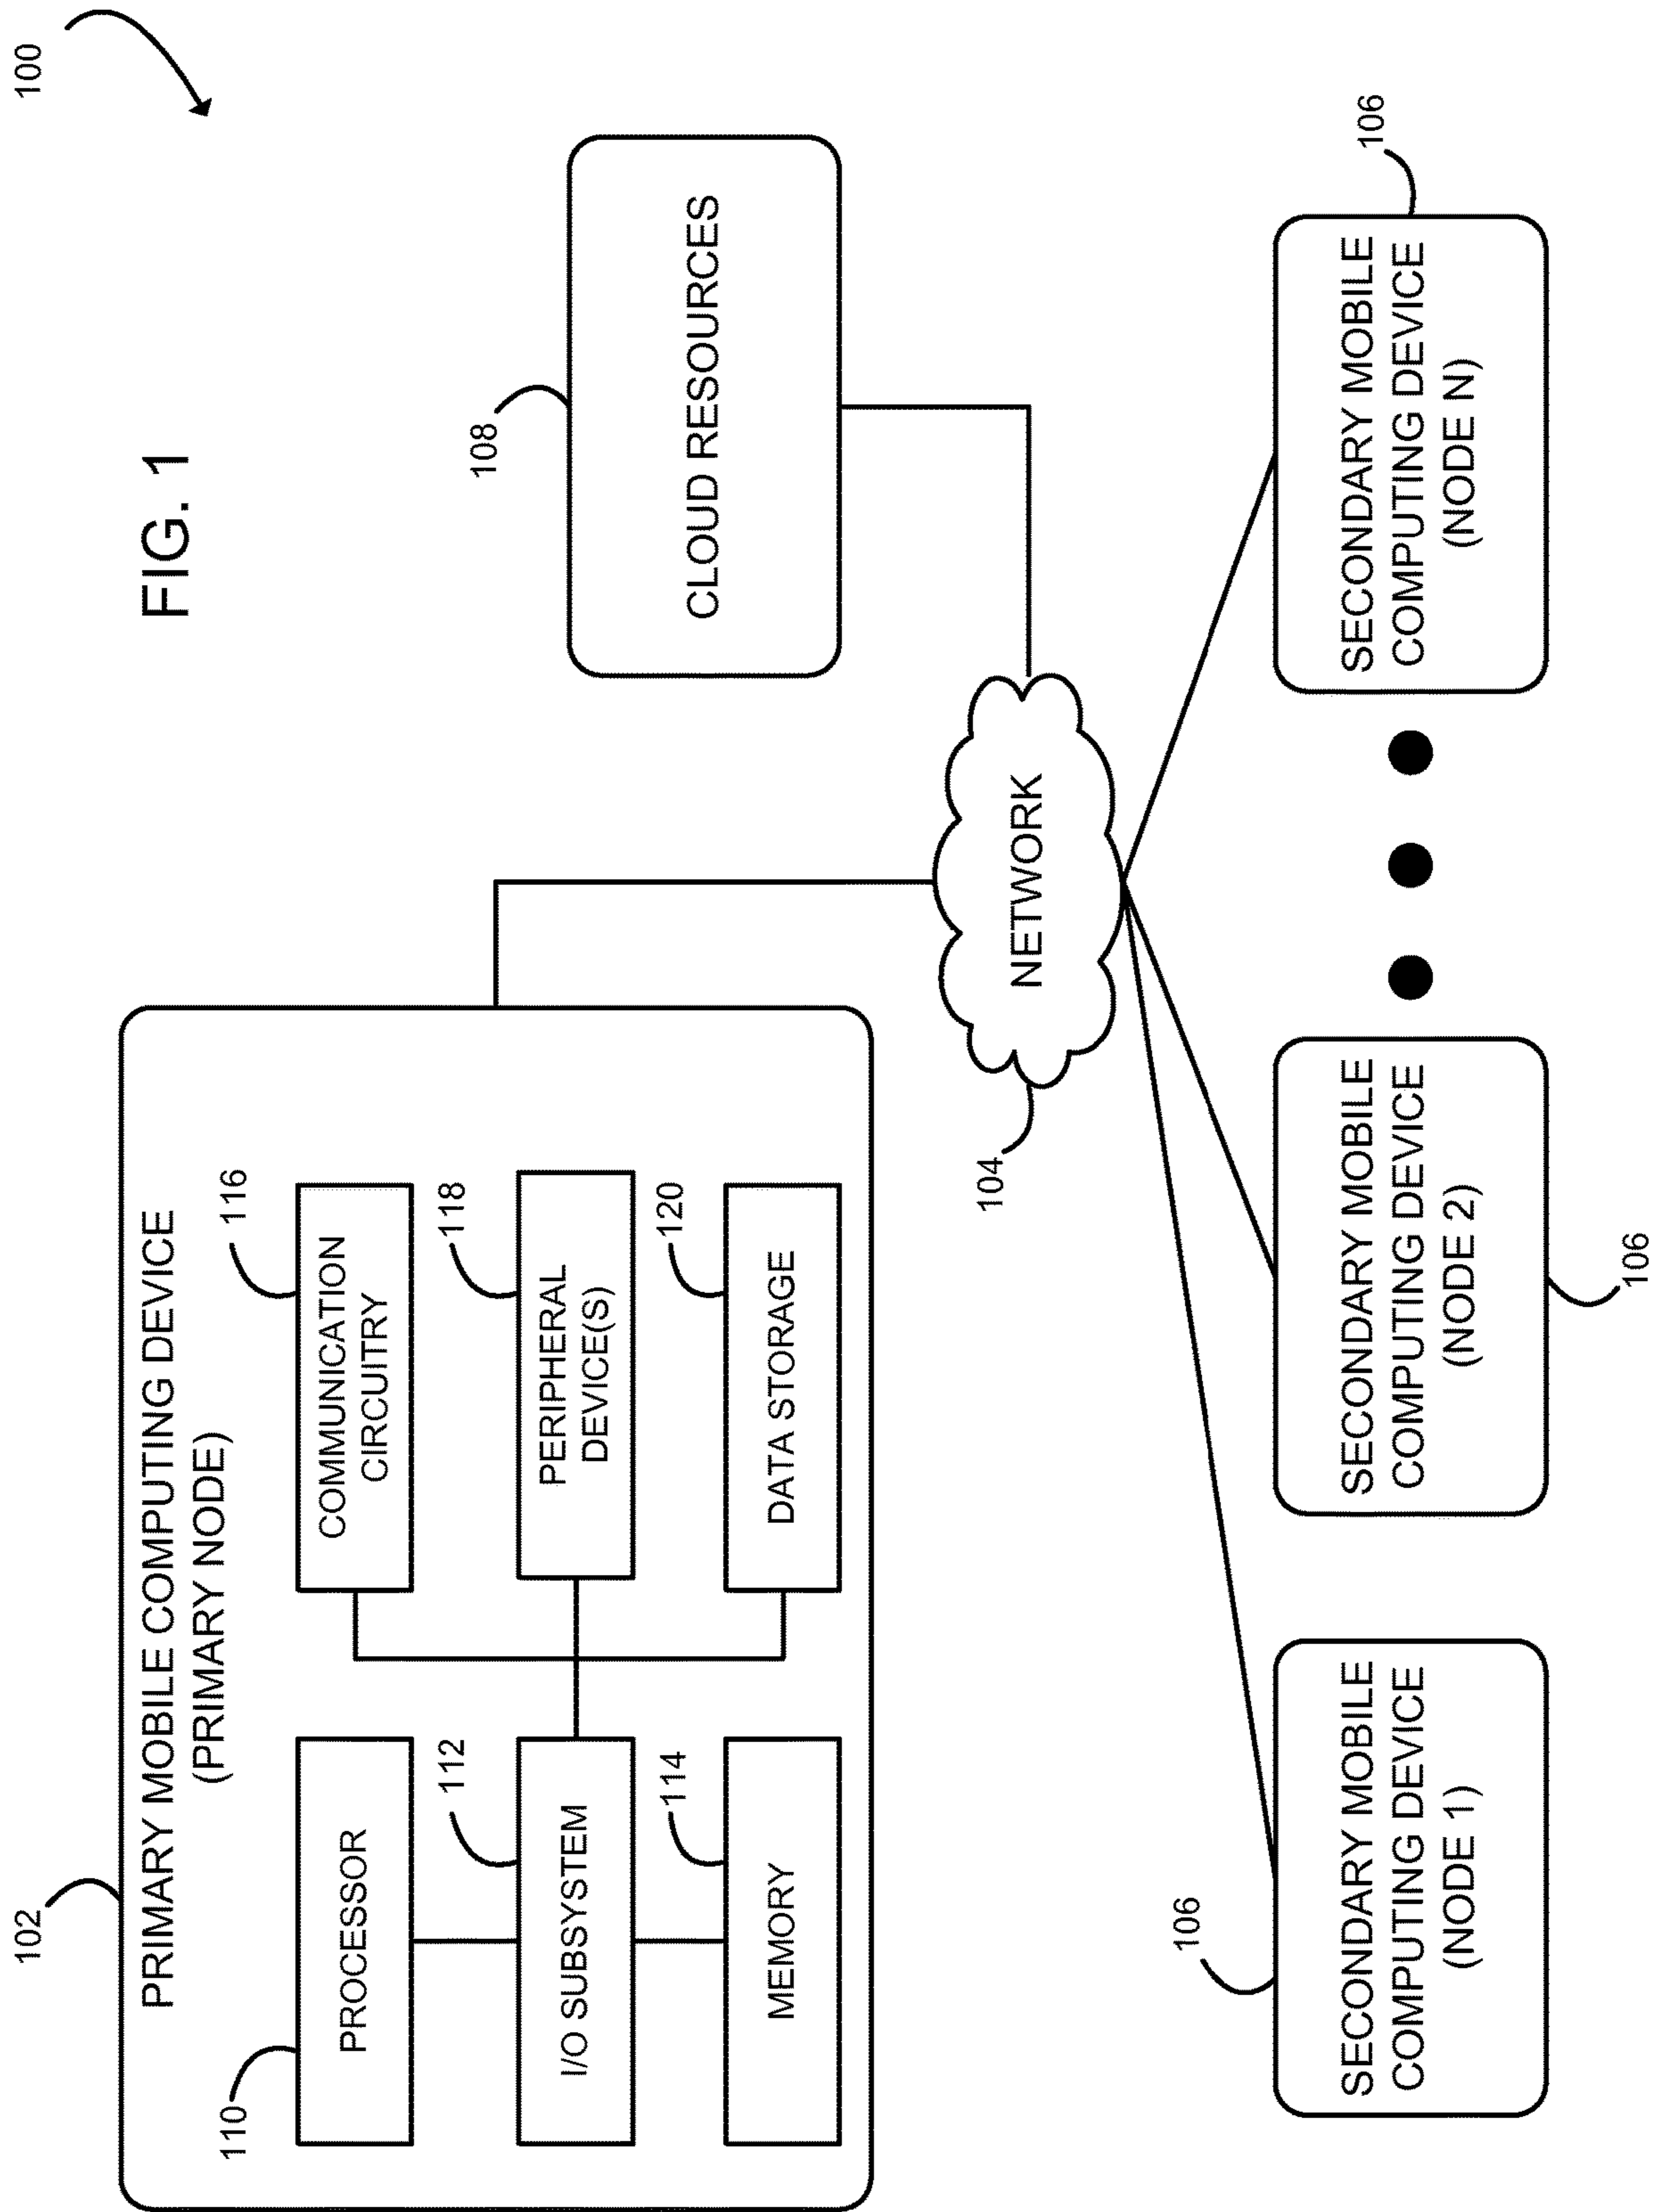 100
FIG. 1
102
PRIMARY MOBILE COMPUTING DEVICE
(PRIMARY NODE)
110
PROCESSOR
116
COMMUNICATION
CIRCUITRY
112
I/O SUBSYSTEM
118
PERIPHERAL
DEVICE(S)
114
MEMORY
120
DATA STORAGE
108
CLOUD RESOURCES
104
NETWORK
106
SECONDARY MOBILE
COMPUTING DEVICE
(NODE 1)
SECONDARY MOBILE
COMPUTING DEVICE
(NODE 2)
106
SECONDARY MOBILE
COMPUTING DEVICE
(NODE N)
106